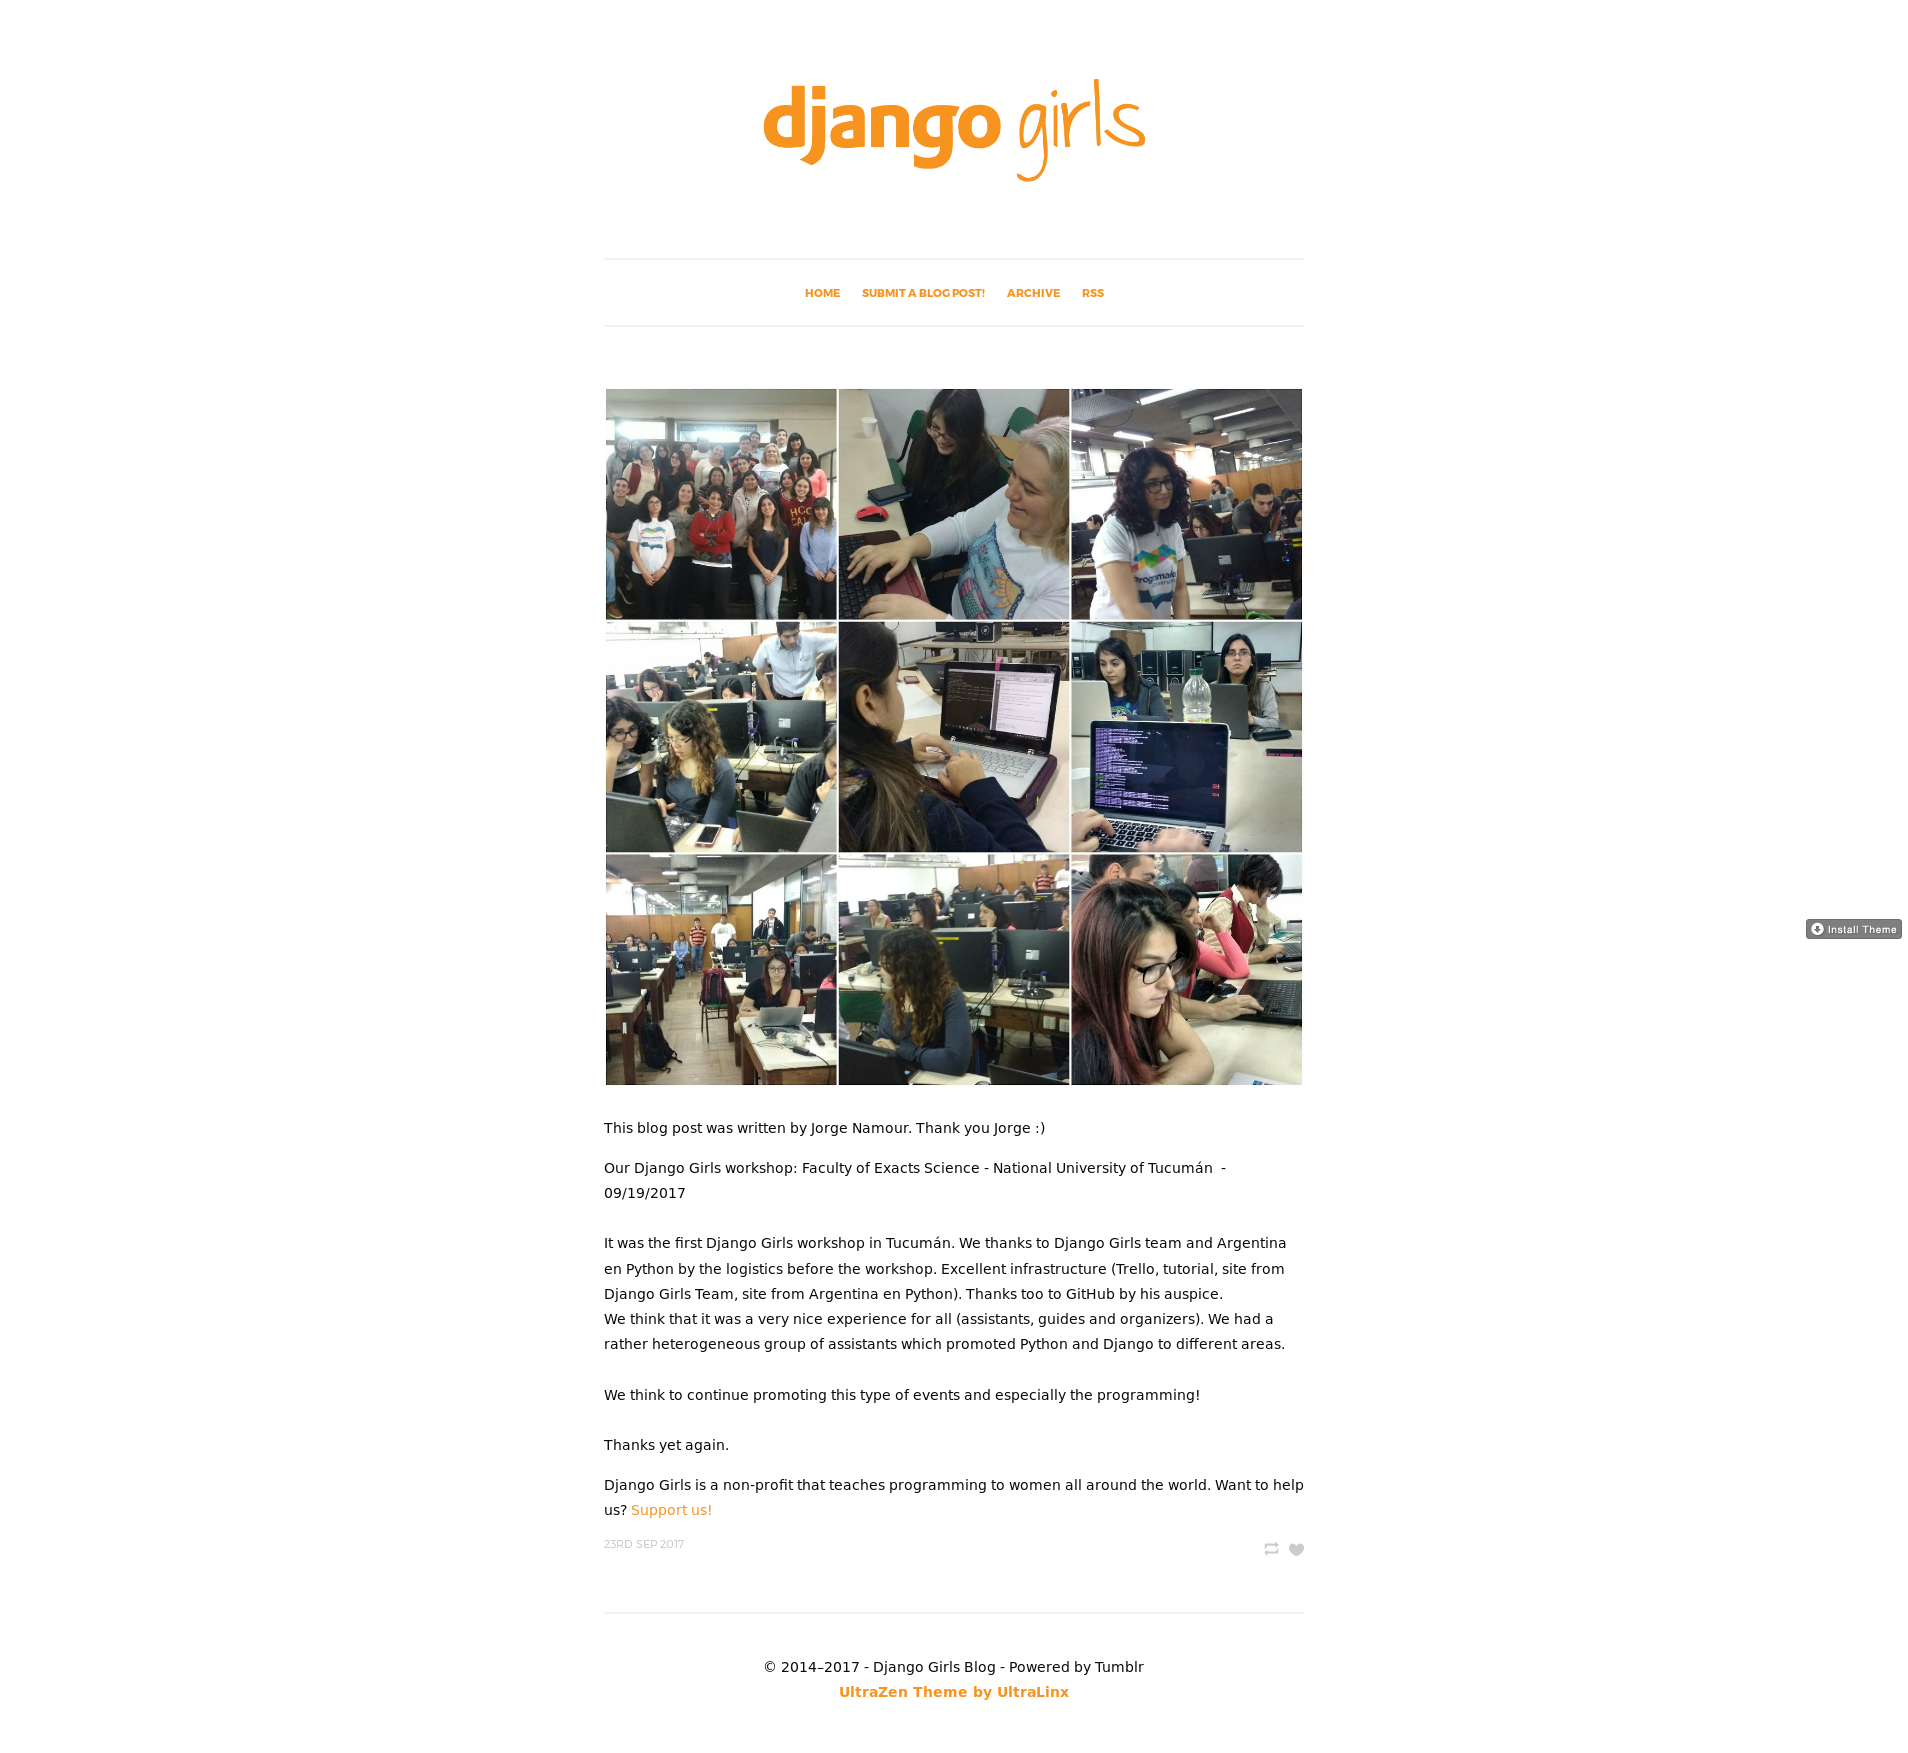 django girls
HOME SUBMIT A BLOG POST! ARCHIVE RSS
HCC
CAL
Install Theme
This blog post was written by Jorge Namour. Thank you Jorge :)
Our Django Girls workshop: Faculty of Exacts Science - National University of Tucumán  -
09/19/2017
It was the first Django Girls workshop in Tucumán. We thanks to Django Girls team and Argentina
en Python by the logistics before the workshop. Excellent infrastructure (Trello, tutorial, site from
Django Girls Team, site from Argentina en Python). Thanks too to GitHub by his auspice.
We think that it was a very nice experience for all (assistants, guides and organizers). We had a
rather heterogeneous group of assistants which promoted Python and Django to different areas.
We think to continue promoting this type of events and especially the programming!
Thanks yet again.
Django Girls is a non-profit that teaches programming to women all around the world. Want to help
us? Support us!
23RD SEP 2017
© 2014–2017 - Django Girls Blog - Powered by Tumblr
UltraZen Theme by UltraLinx